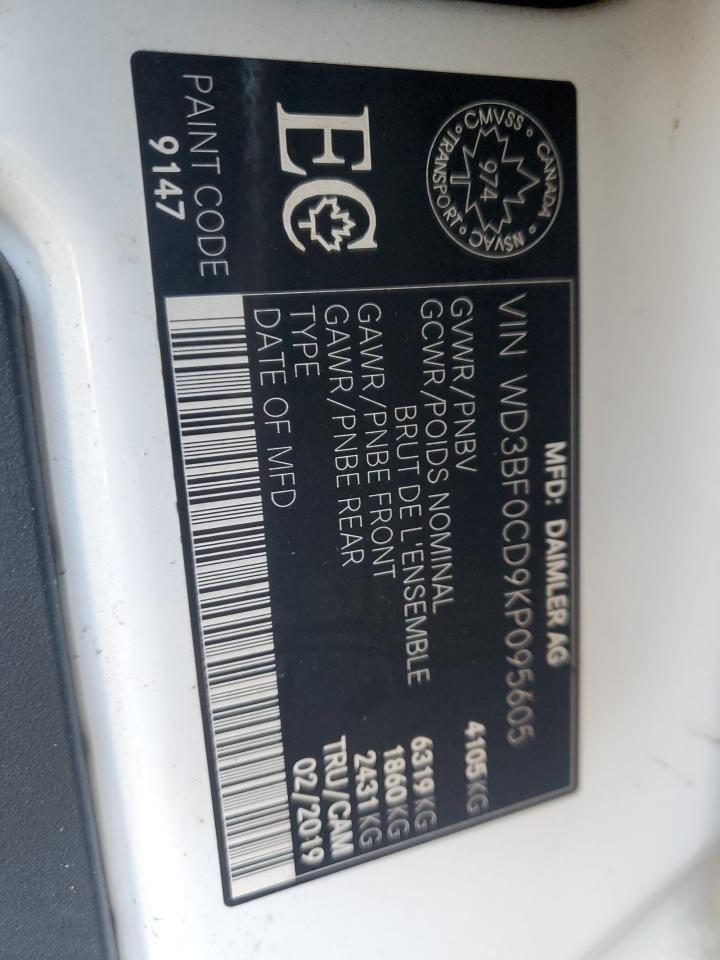 MFD: DAIMLER AG
VIN WD3BF0CD9KP095605
GVWR/PNBV 4105KG
GCWR/POIDS NOMINAL
BRUT DE L'ENSEMBLE 6319KG
GAWR/PNBE FRONT 1860KG
GAWR/PNBE REAR 2431KG
TYPE TRU/CAM
DATE OF MFD 02/2019
CANADA
CMVSS
TRANSPORT
NSVAC
974
EC
PAINT CODE
9147